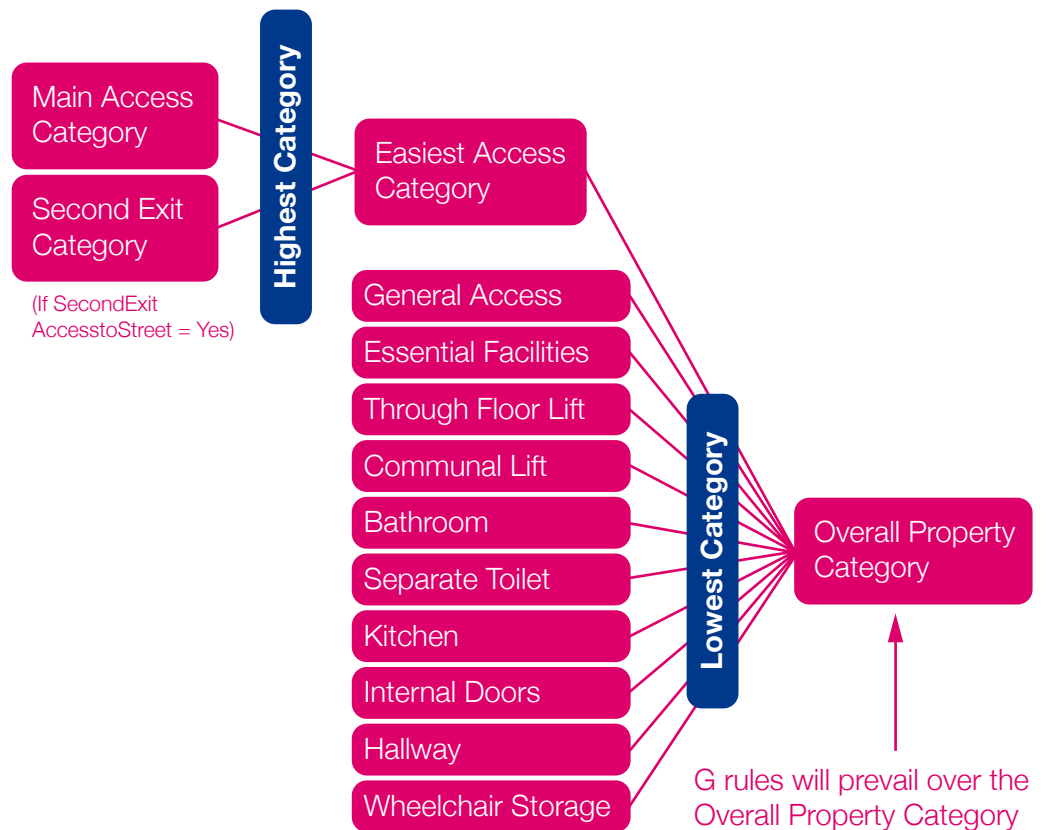 Main Access
Category
Second Exit
Category
(If SecondExit
AccesstoStreet = Yes)
Highest Category
Easiest Access
Category
General Access
Essential Facilities
Through Floor Lift
Communal Lift
Bathroom
Separate Toilet
Kitchen
Internal Doors
Hallway
Wheelchair Storage
Lowest Category
Overall Property
Category
G rules will prevail over the
Overall Property Category